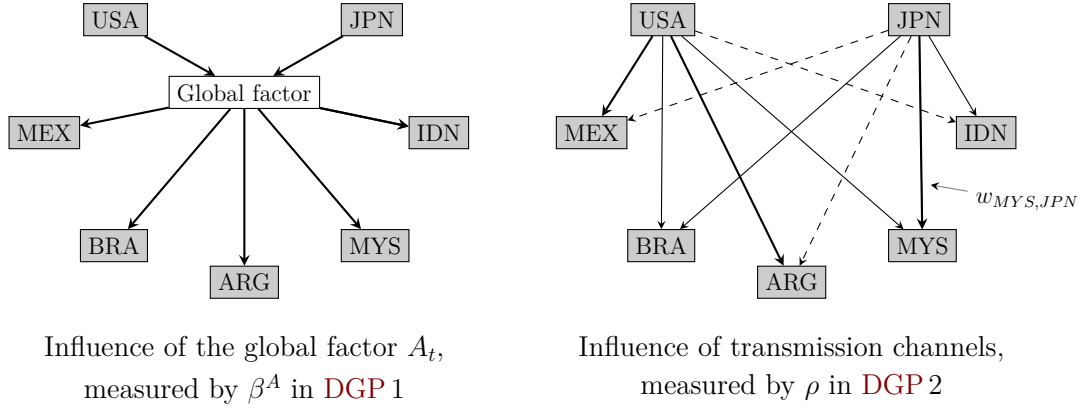 USA JPN
Global factor
MEX IDN
BRA MYS
ARG
Influence of the global factor A_t,
measured by β^A in DGP 1
USA JPN
MEX IDN
w_{MYS,JPN}
BRA MYS
ARG
Influence of transmission channels,
measured by ρ in DGP 2